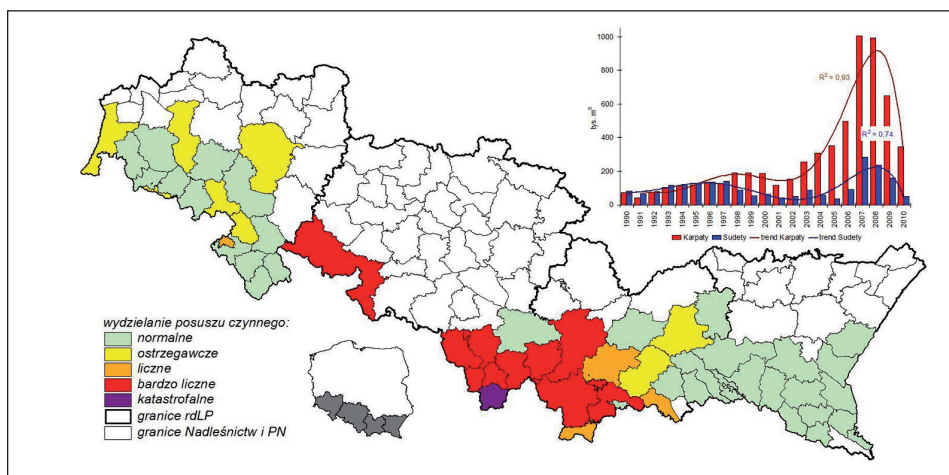 1000
800
600
400
200
0
tys. m³
R² = 0,93
R² = 0,74
1990 1991 1992 1993 1994 1995 1996 1997 1998 1999 2000 2001 2002 2003 2004 2005 2006 2007 2008 2009 2010
Karpaty Sudety trend Karpaty trend Sudety
wydzielanie posuszu czynnego:
normalne
ostrzegawcze
liczne
bardzo liczne
katastrofalne
granice rdLP
granice Nadleśnictw i PN